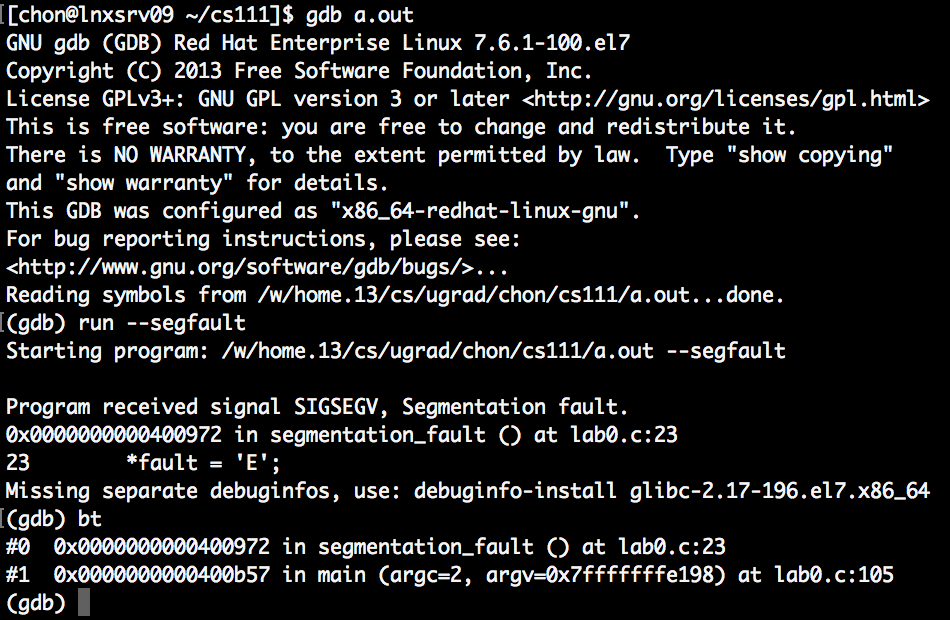 [chon@lnxsrv09 ~/cs111]$ gdb a.out
GNU gdb (GDB) Red Hat Enterprise Linux 7.6.1-100.el7
Copyright (C) 2013 Free Software Foundation, Inc.
License GPLv3+: GNU GPL version 3 or later <http://gnu.org/licenses/gpl.html>
This is free software: you are free to change and redistribute it.
There is NO WARRANTY, to the extent permitted by law.  Type "show copying"
and "show warranty" for details.
This GDB was configured as "x86_64-redhat-linux-gnu".
For bug reporting instructions, please see:
<http://www.gnu.org/software/gdb/bugs/>...
Reading symbols from /w/home.13/cs/ugrad/chon/cs111/a.out...done.
(gdb) run --segfault
Starting program: /w/home.13/cs/ugrad/chon/cs111/a.out --segfault

Program received signal SIGSEGV, Segmentation fault.
0x0000000000400972 in segmentation_fault () at lab0.c:23
23        *fault = 'E';
Missing separate debuginfos, use: debuginfo-install glibc-2.17-196.el7.x86_64
(gdb) bt
#0  0x0000000000400972 in segmentation_fault () at lab0.c:23
#1  0x0000000000400b57 in main (argc=2, argv=0x7fffffffe198) at lab0.c:105
(gdb)